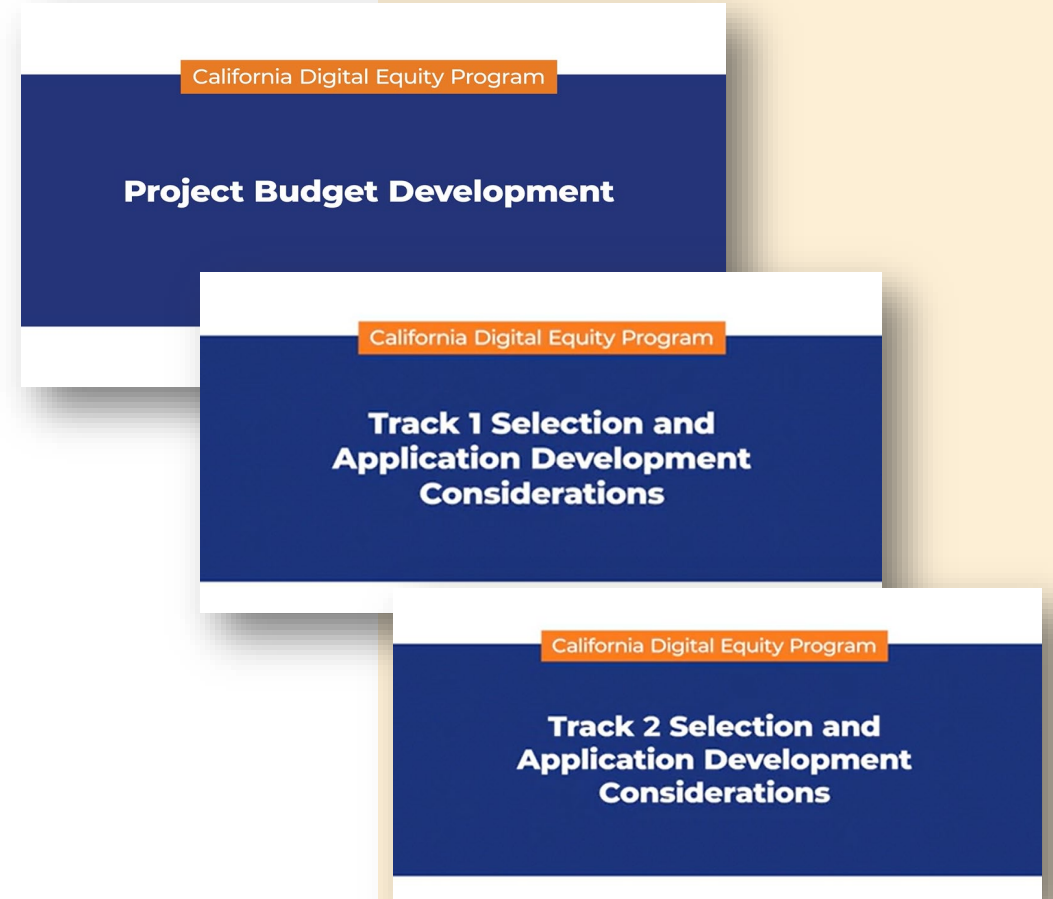 California Digital Equity Program
Project Budget Development
California Digital Equity Program
Track 1 Selection and
Application Development
Considerations
California Digital Equity Program
Track 2 Selection and
Application Development
Considerations